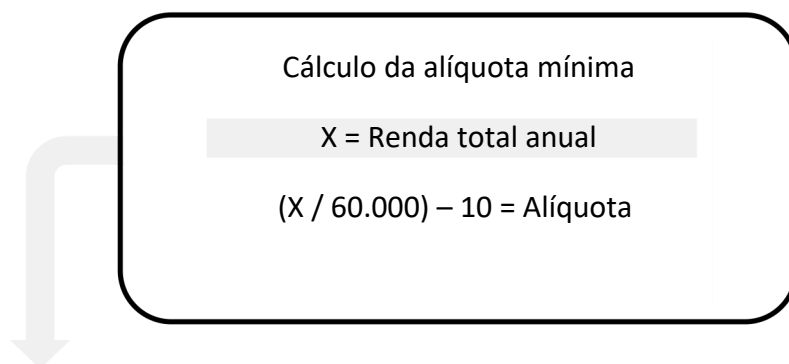 Cálculo da alíquota mínima
X = Renda total anual
(X / 60.000) – 10 = Alíquota